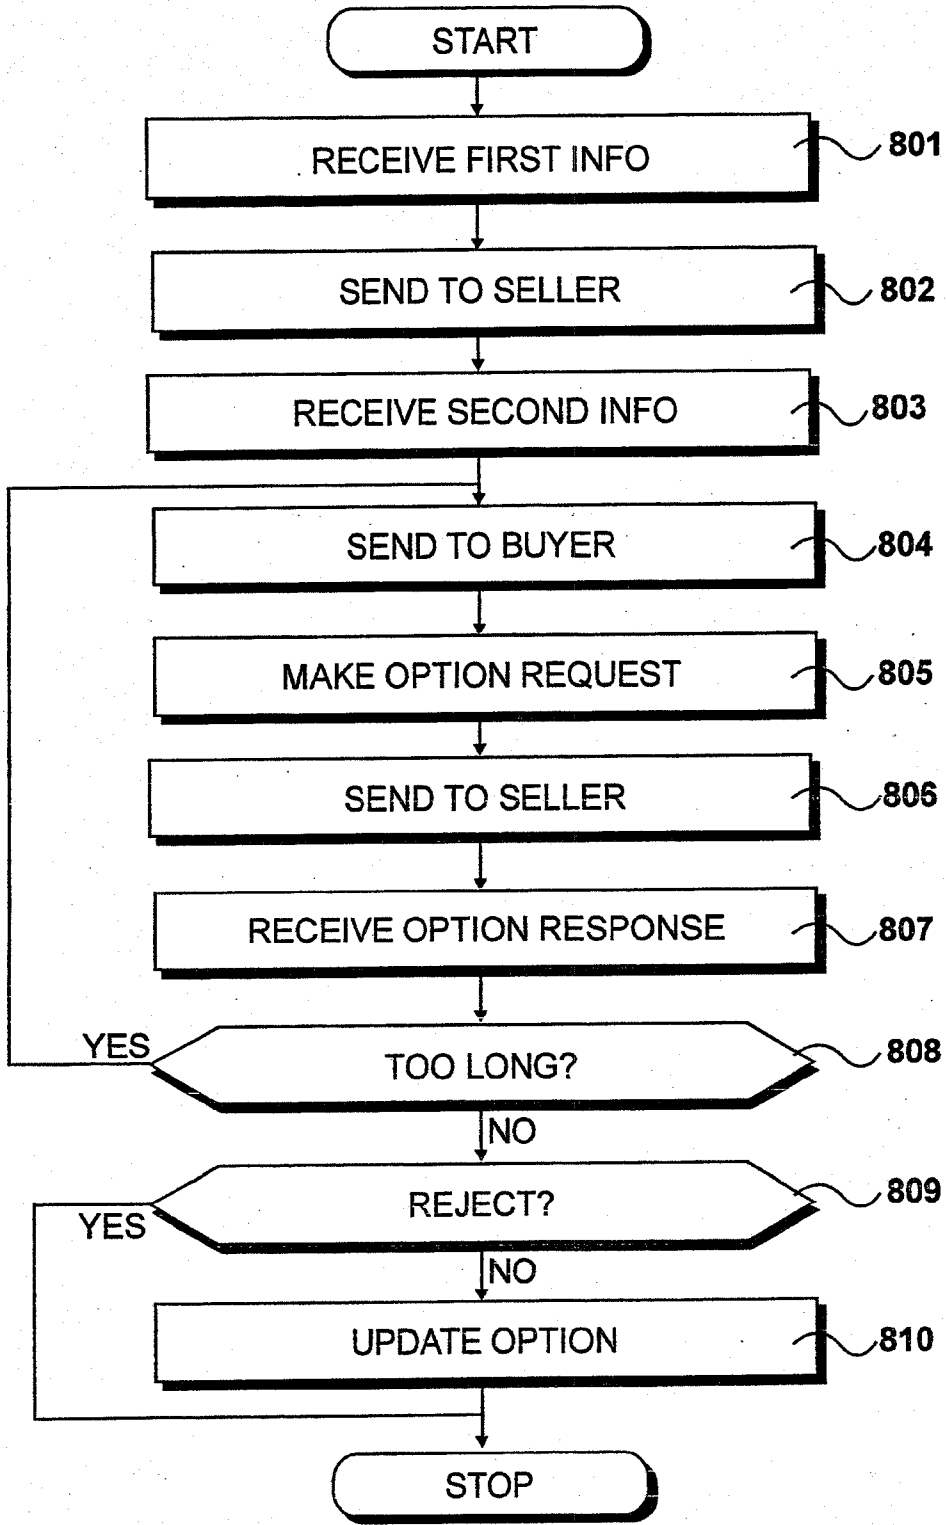 START
RECEIVE FIRST INFO
801
SEND TO SELLER
802
RECEIVE SECOND INFO
803
SEND TO BUYER
804
MAKE OPTION REQUEST
805
SEND TO SELLER
806
RECEIVE OPTION RESPONSE
807
YES
TOO LONG?
808
NO
REJECT?
809
YES
NO
UPDATE OPTION
810
STOP